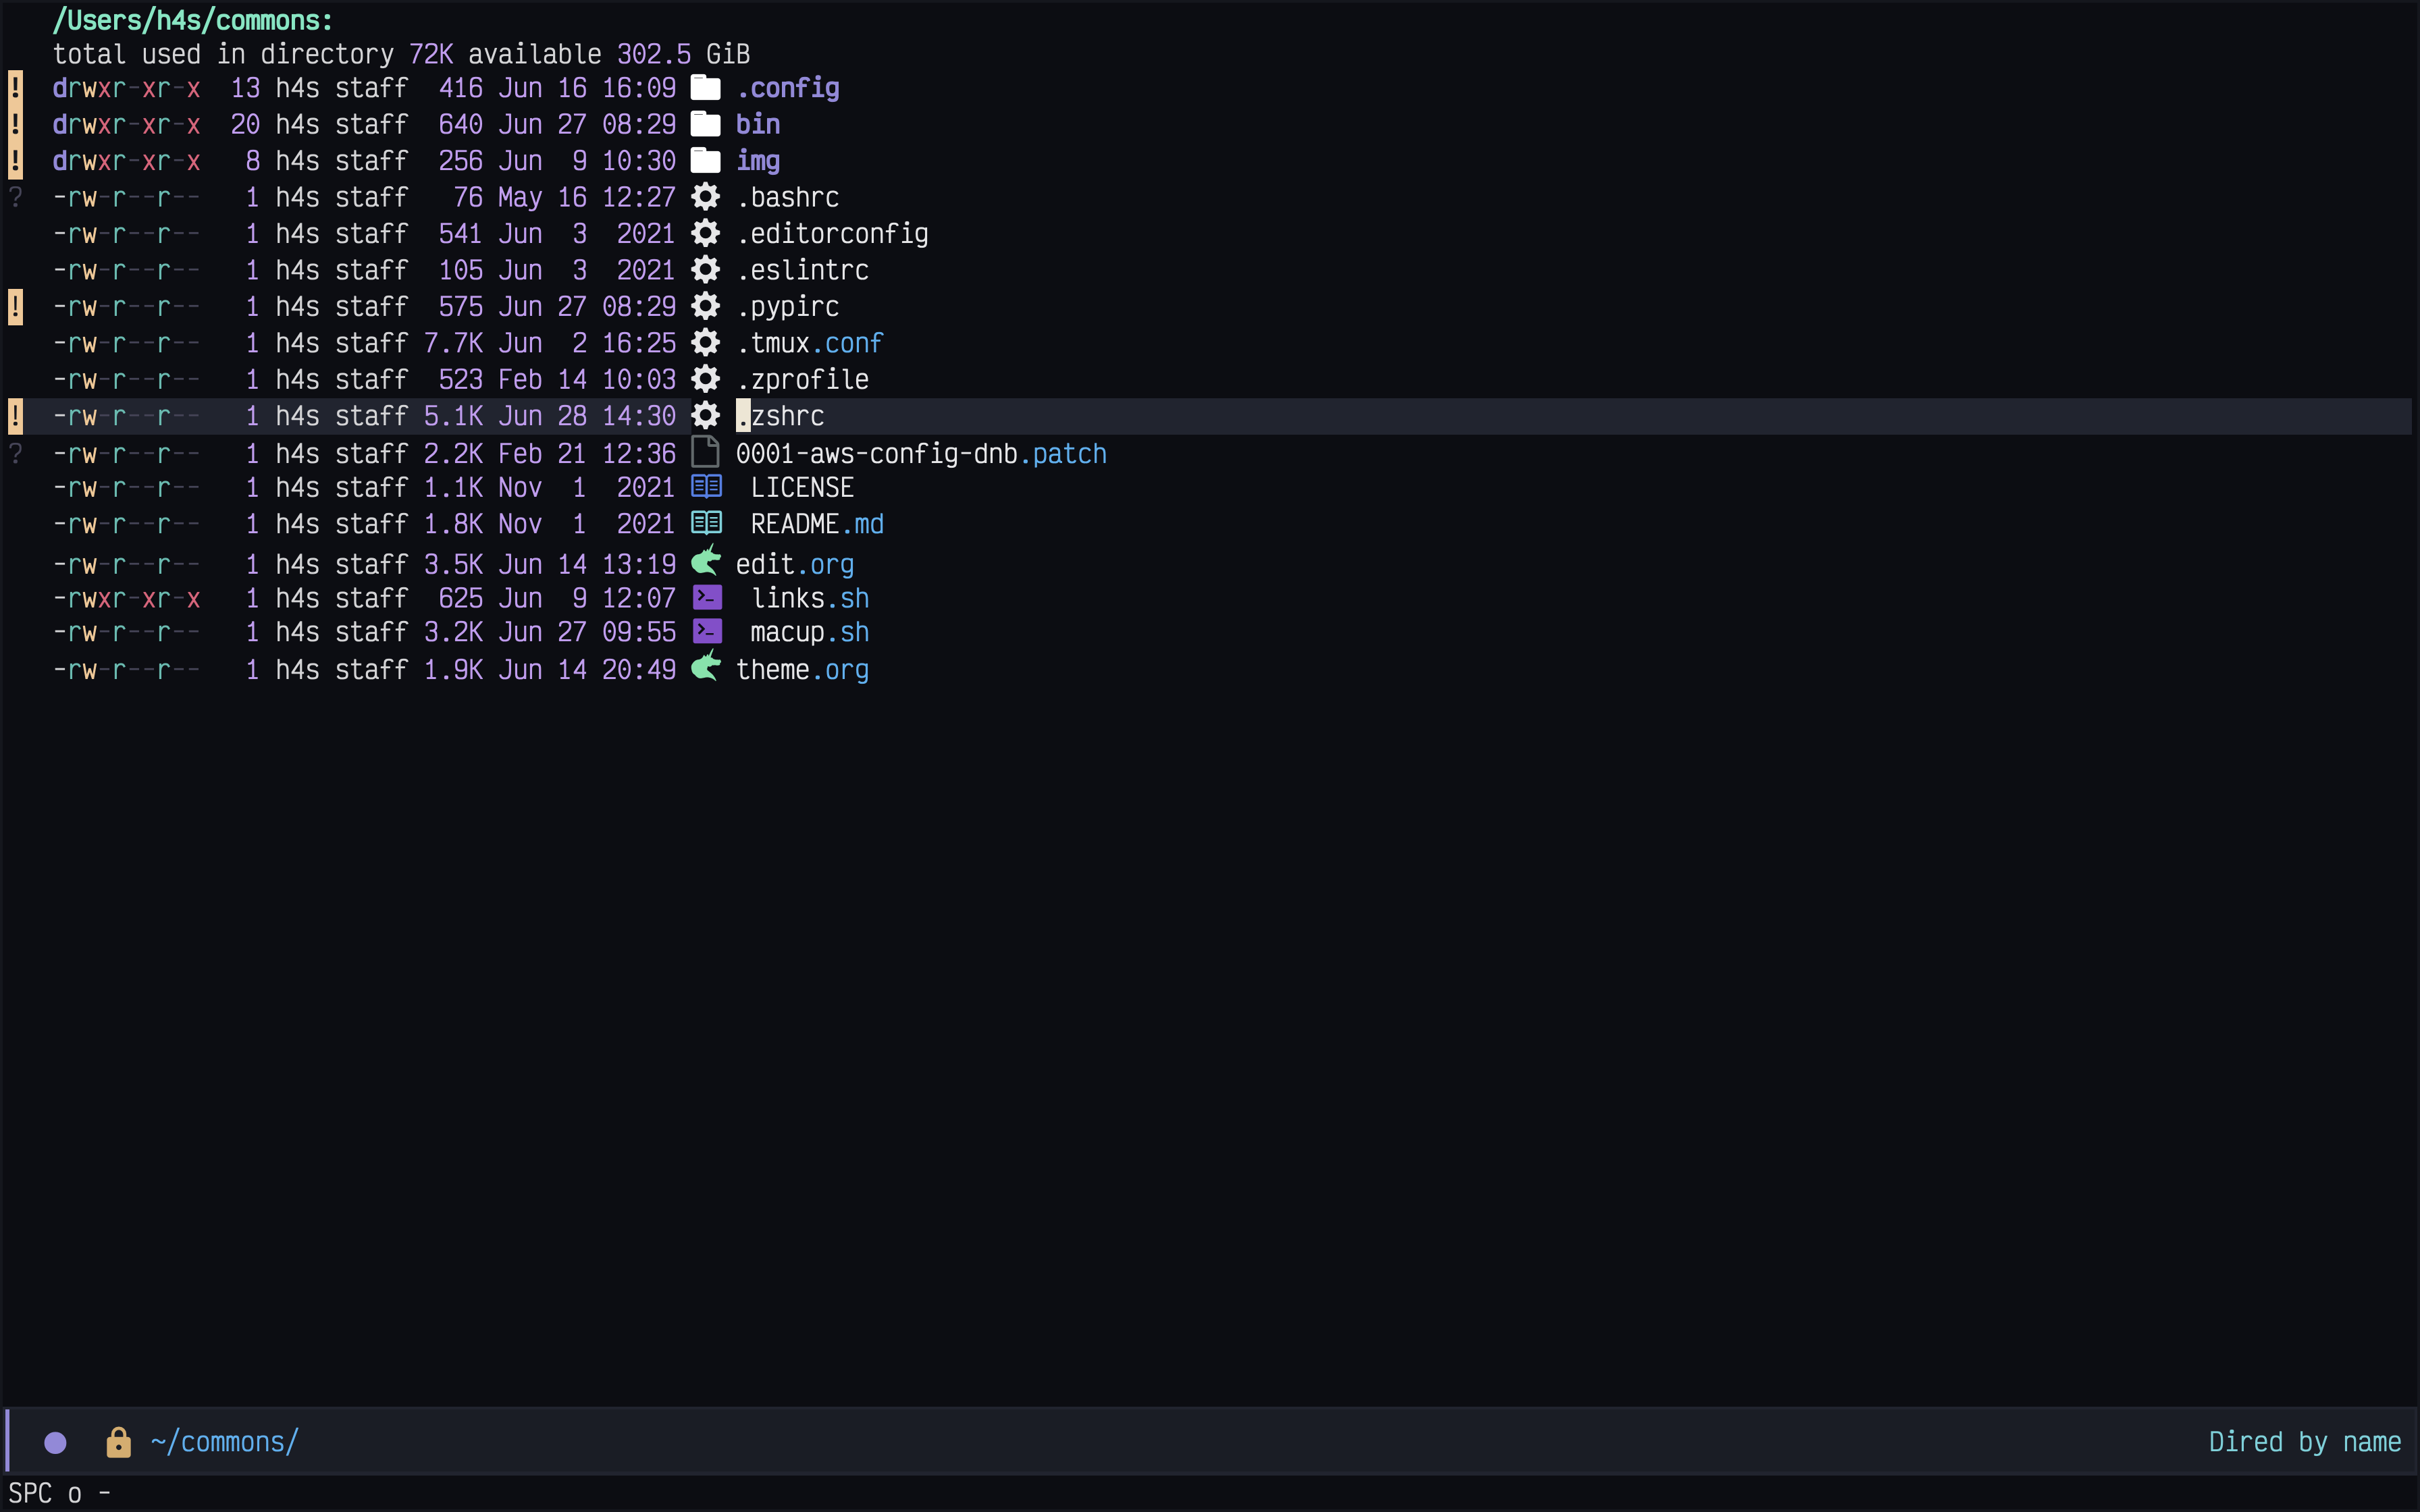 /Users/h4s/commons:
total used in directory 72K available 302.5 GiB
! drwxr-xr-x  13 h4s staff  416 Jun 16 16:09 .config
! drwxr-xr-x  20 h4s staff  640 Jun 27 08:29 bin
! drwxr-xr-x   8 h4s staff  256 Jun  9 10:30 img
? -rw-r--r--   1 h4s staff   76 May 16 12:27 .bashrc
-rw-r--r--   1 h4s staff  541 Jun  3  2021 .editorconfig
-rw-r--r--   1 h4s staff  105 Jun  3  2021 .eslintrc
! -rw-r--r--   1 h4s staff  575 Jun 27 08:29 .pypirc
-rw-r--r--   1 h4s staff 7.7K Jun  2 16:25 .tmux.conf
-rw-r--r--   1 h4s staff  523 Feb 14 10:03 .zprofile
! -rw-r--r--   1 h4s staff 5.1K Jun 28 14:30 .zshrc
? -rw-r--r--   1 h4s staff 2.2K Feb 21 12:36 0001-aws-config-dnb.patch
-rw-r--r--   1 h4s staff 1.1K Nov  1  2021 LICENSE
-rw-r--r--   1 h4s staff 1.8K Nov  1  2021 README.md
-rw-r--r--   1 h4s staff 3.5K Jun 14 13:19 edit.org
-rwxr-xr-x   1 h4s staff  625 Jun  9 12:07 links.sh
-rw-r--r--   1 h4s staff 3.2K Jun 27 09:55 macup.sh
-rw-r--r--   1 h4s staff 1.9K Jun 14 20:49 theme.org
~/commons/ Dired by name
SPC o -